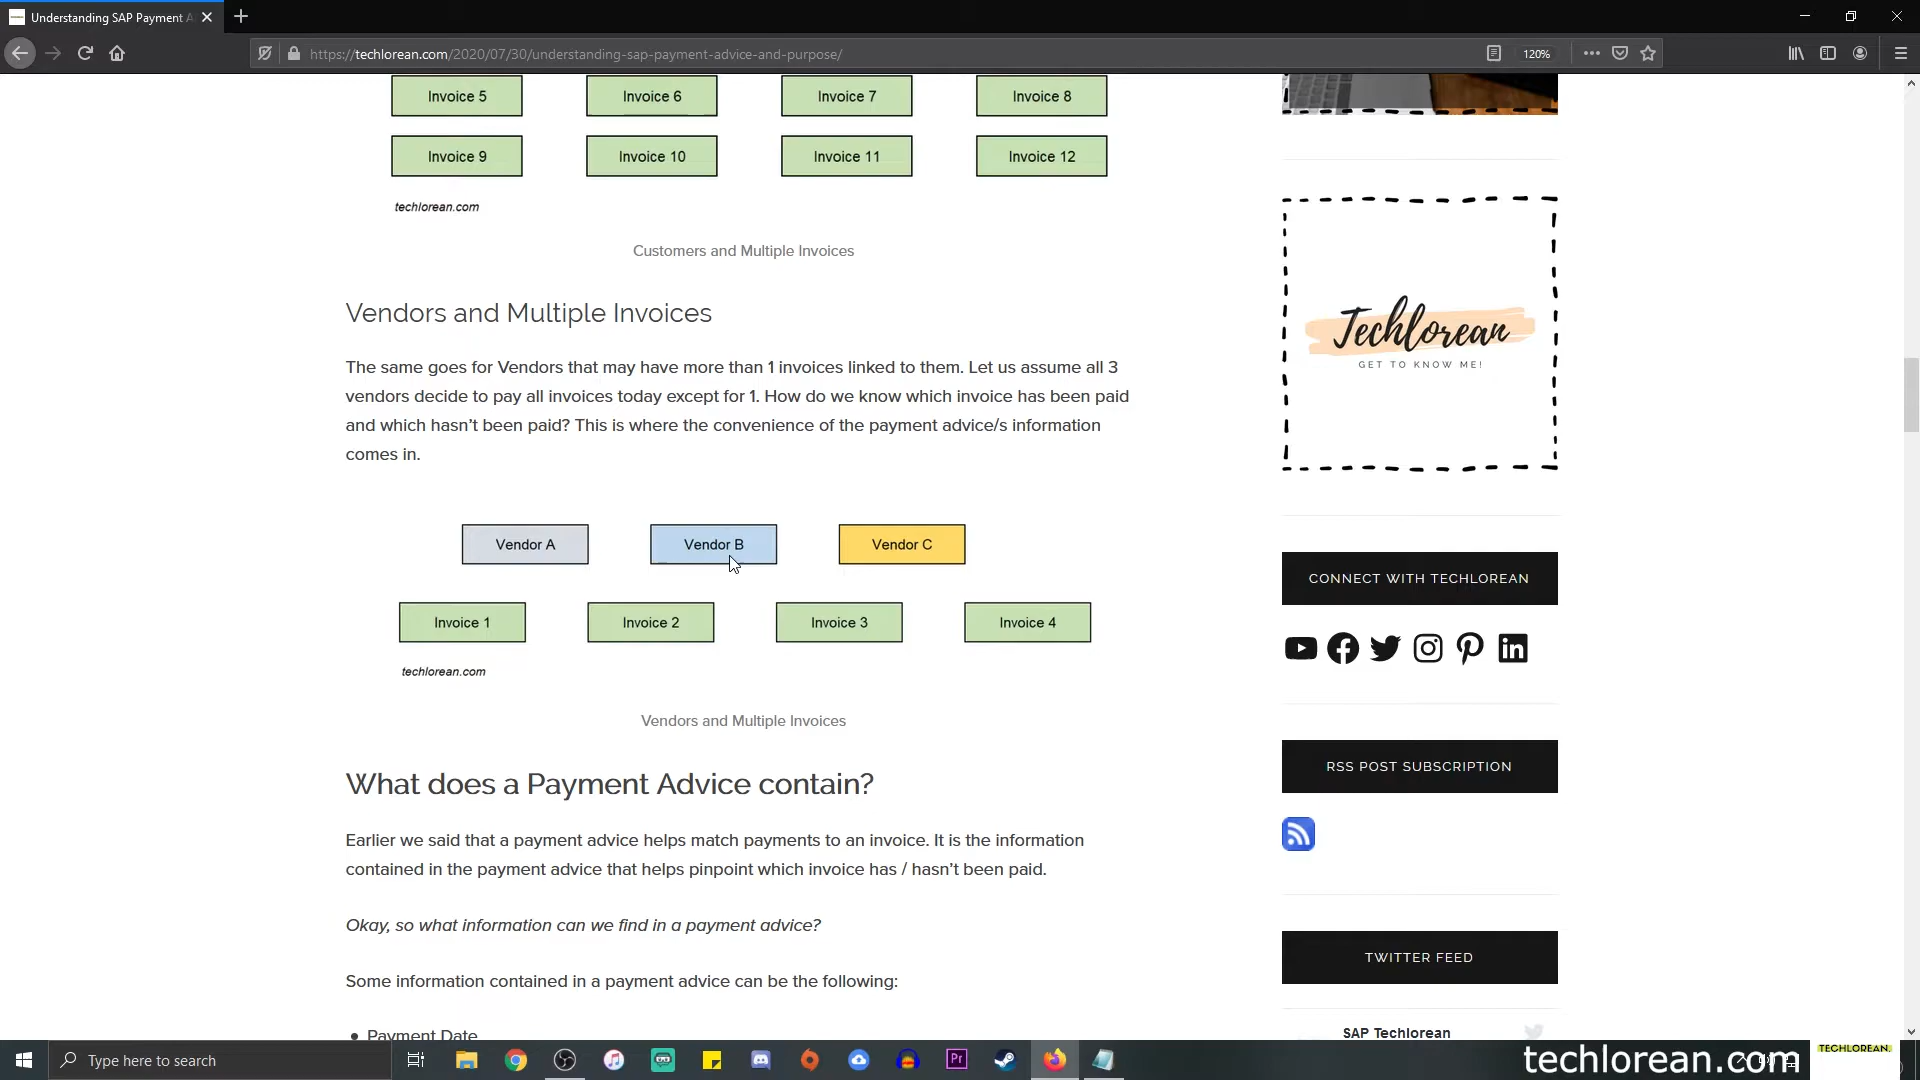 Understanding SAP Payment A
https://techlorean.com/2020/07/30/understanding-sap-payment-advice-and-purpose/
120%
Invoice 5
Invoice 6
Invoice 7
Invoice 8
Invoice 9
Invoice 10
Invoice 11
Invoice 12
techlorean.com
Customers and Multiple Invoices
Vendors and Multiple Invoices
The same goes for Vendors that may have more than 1 invoices linked to them. Let us assume all 3
vendors decide to pay all invoices today except for 1. How do we know which invoice has been paid
and which hasn't been paid? This is where the convenience of the payment advice/s information
comes in.
Vendor A
Vendor B
Vendor C
Invoice 1
Invoice 2
Invoice 3
Invoice 4
techlorean.com
Vendors and Multiple Invoices
What does a Payment Advice contain?
Earlier we said that a payment advice helps match payments to an invoice. It is the information
contained in the payment advice that helps pinpoint which invoice has / hasn't been paid.
Okay, so what information can we find in a payment advice?
Some information contained in a payment advice can be the following:
Payment Date
Techlorean
GET TO KNOW ME!
CONNECT WITH TECHLOREAN
RSS POST SUBSCRIPTION
TWITTER FEED
SAP Techlorean
Type here to search
Pr
techlorean.com
TECHLOREAN.